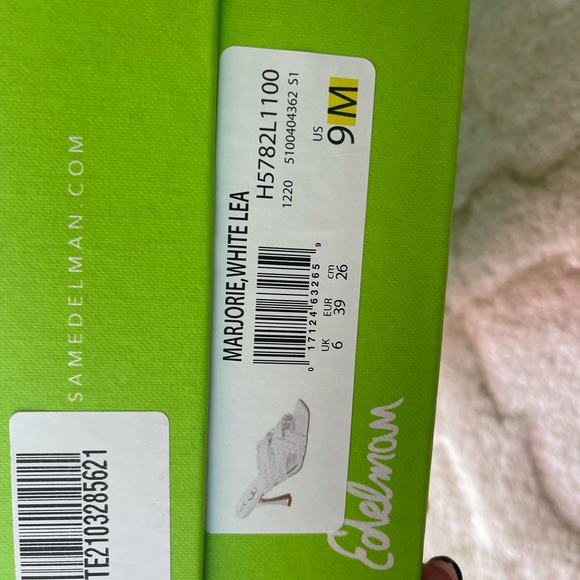 SAMEDELMAN.COM
TE2103285621
MARJORIE,WHITE LEA
H5782L1100
1220 5100404362 S1
US
9 M
0 17124 63265 9
UK EUR cm
6 39 26
Edelman